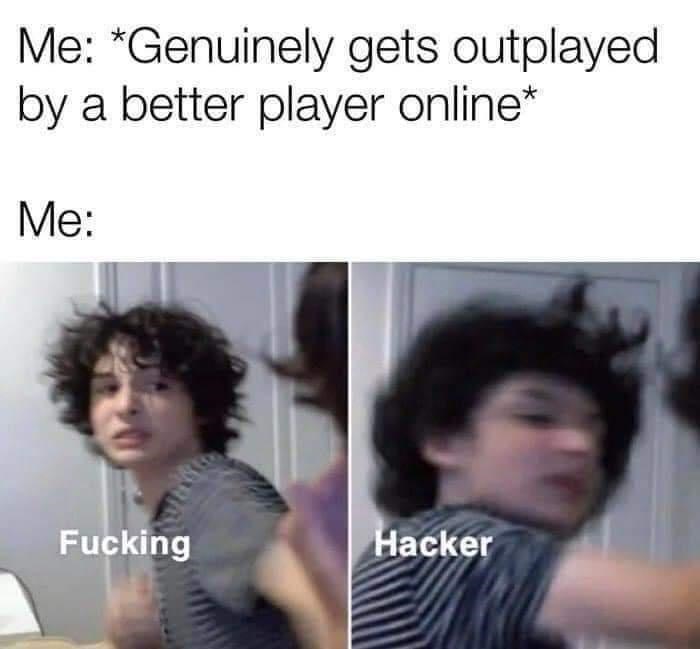 Me: *Genuinely gets outplayed
by a better player online*
Me:
Fucking
Hacker